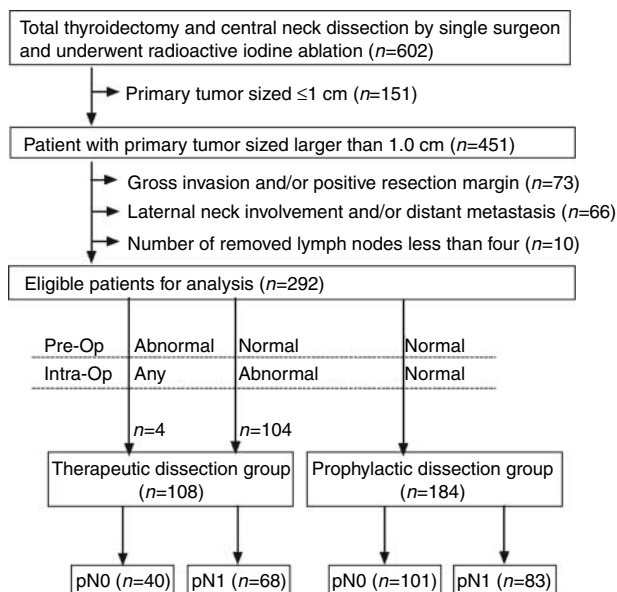 Total thyroidectomy and central neck dissection by single surgeon
and underwent radioactive iodine ablation (n=602)
Primary tumor sized ≤1 cm (n=151)
Patient with primary tumor sized larger than 1.0 cm (n=451)
Gross invasion and/or positive resection margin (n=73)
Laternal neck involvement and/or distant metastasis (n=66)
Number of removed lymph nodes less than four (n=10)
Eligible patients for analysis (n=292)
Pre-Op Abnormal Normal Normal
Intra-Op Any Abnormal Normal
n=4 n=104
Therapeutic dissection group
(n=108)
Prophylactic dissection group
(n=184)
pN0 (n=40) pN1 (n=68) pN0 (n=101) pN1 (n=83)